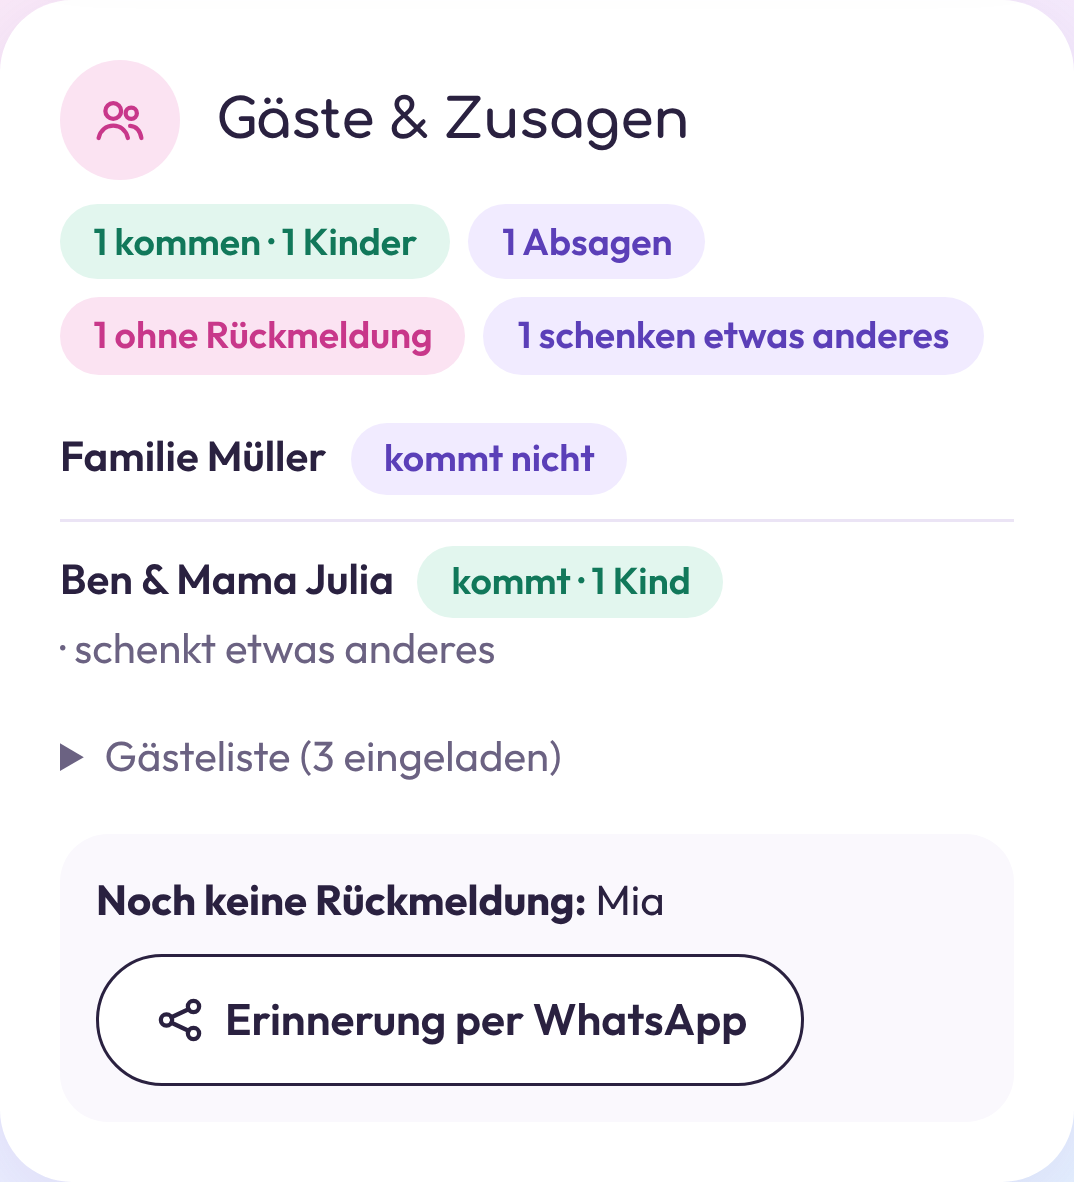 Gäste & Zusagen
1 kommen · 1 Kinder
1 Absagen
1 ohne Rückmeldung
1 schenken etwas anderes
Familie Müller kommt nicht
Ben & Mama Julia kommt · 1 Kind
· schenkt etwas anderes
▶ Gästeliste (3 eingeladen)
Noch keine Rückmeldung: Mia
Erinnerung per WhatsApp